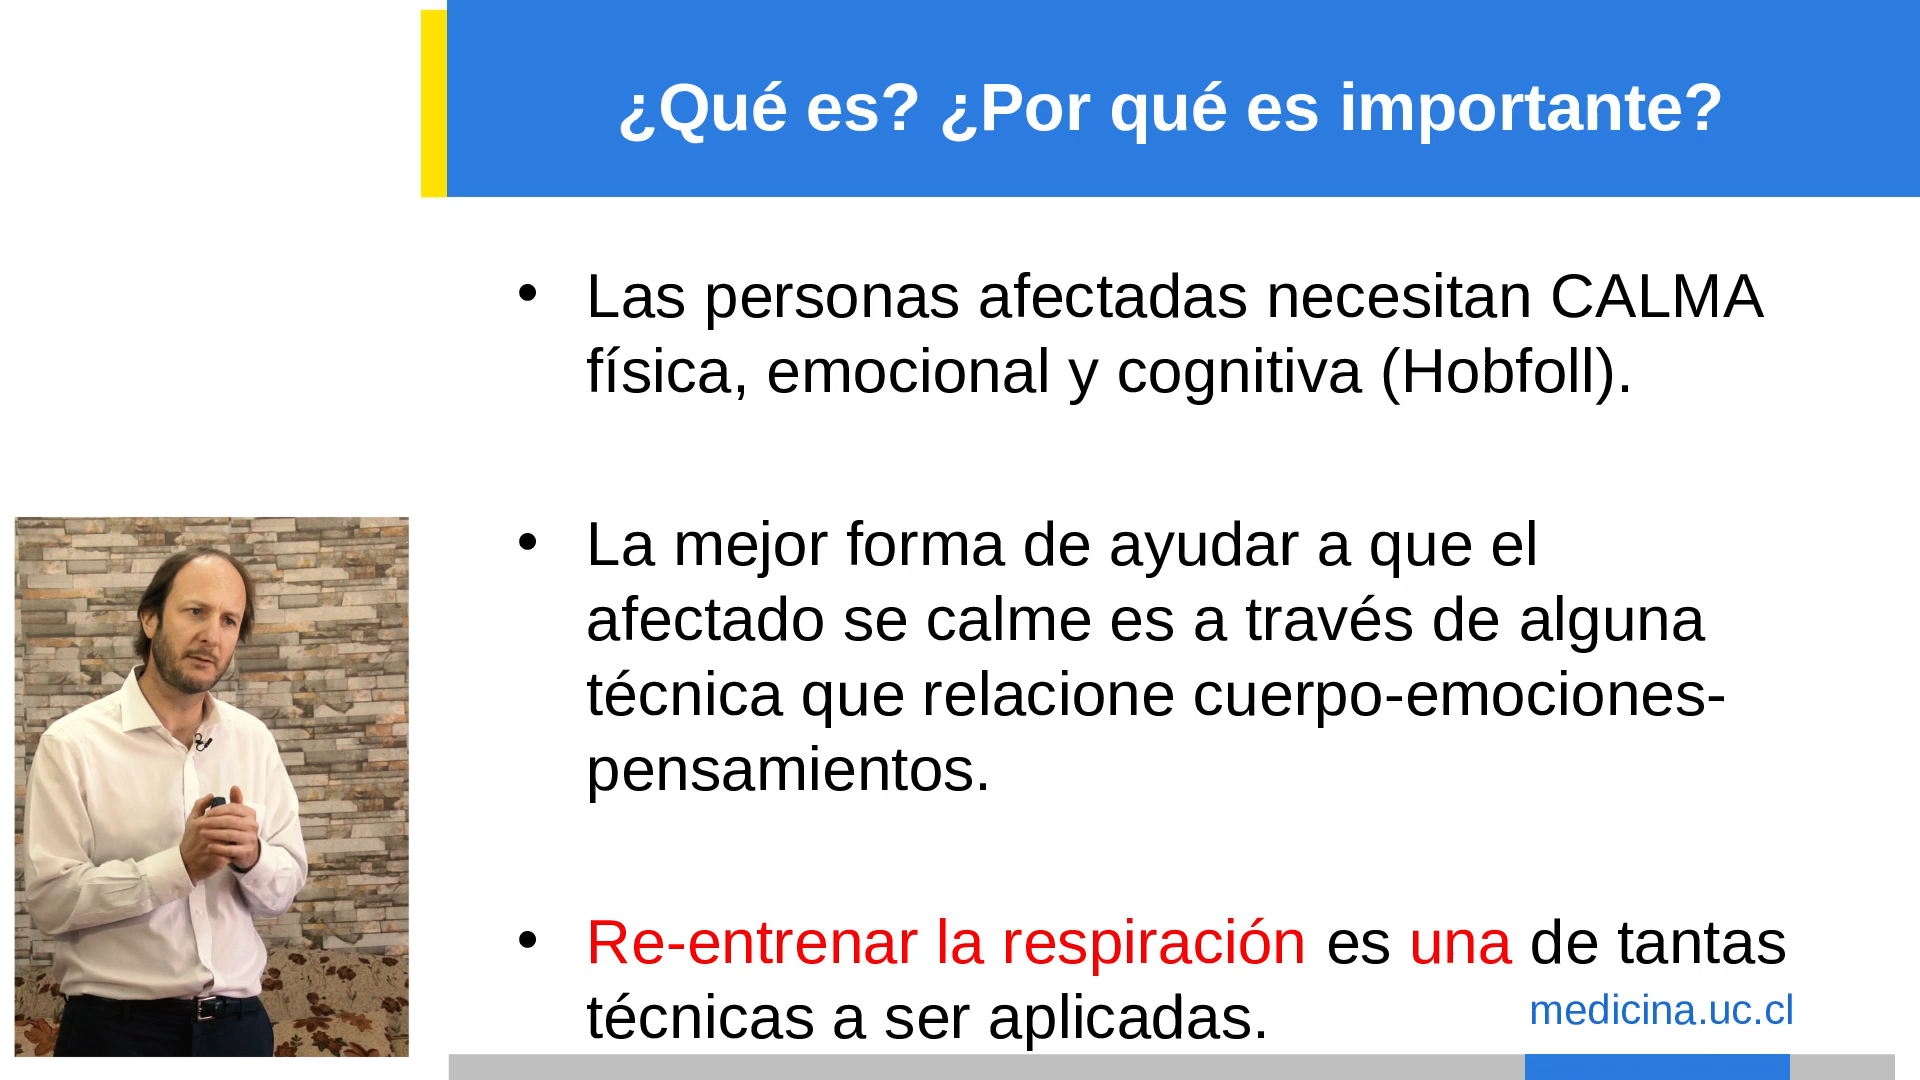 ¿Qué es? ¿Por qué es importante?
• Las personas afectadas necesitan CALMA
física, emocional y cognitiva (Hobfoll).
• La mejor forma de ayudar a que el
afectado se calme es a través de alguna
técnica que relacione cuerpo-emociones-
pensamientos.
• Re-entrenar la respiración es una de tantas
técnicas a ser aplicadas.
medicina.uc.cl